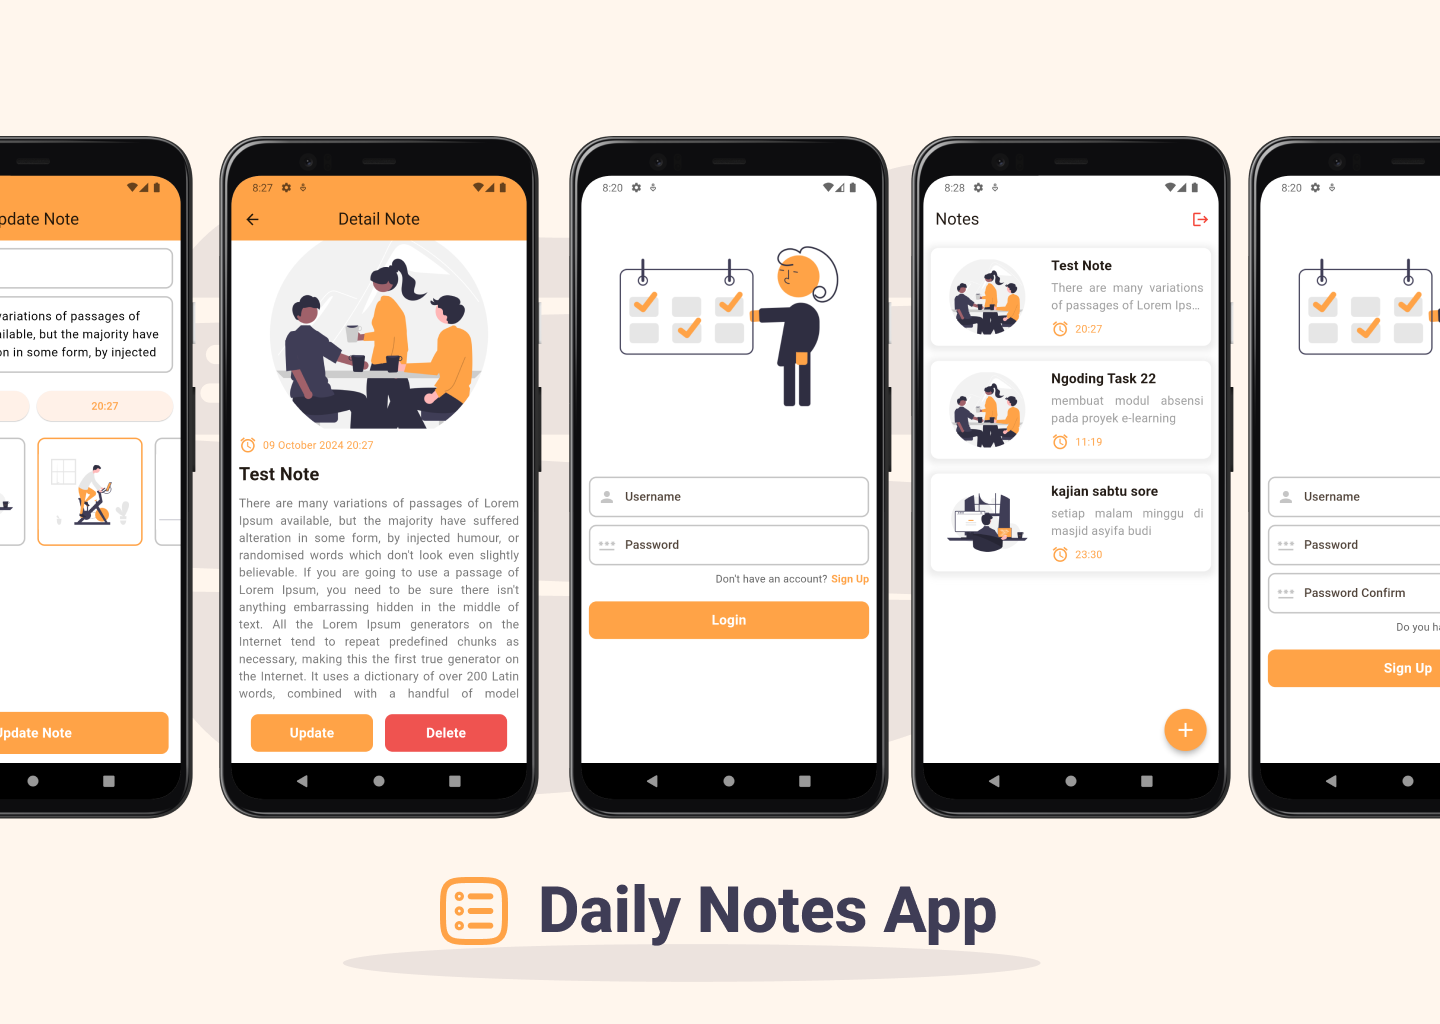 pdate Note
variations of passages of
ailable, but the majority have
on in some form, by injected
20:27
Update Note
8:27
Detail Note
09 October 2024 20:27
Test Note
There are many variations of passages of Lorem
Ipsum available, but the majority have suffered
alteration in some form, by injected humour, or
randomised words which don't look even slightly
believable. If you are going to use a passage of
Lorem Ipsum, you need to be sure there isn't
anything embarrassing hidden in the middle of
text. All the Lorem Ipsum generators on the
Internet tend to repeat predefined chunks as
necessary, making this the first true generator on
the Internet. It uses a dictionary of over 200 Latin
words, combined with a handful of model
Update
Delete
8:20
Username
Password
Don't have an account? Sign Up
Login
8:28
Notes
Test Note
There are many variations
of passages of Lorem Ips...
20:27
Ngoding Task 22
membuat modul absensi
pada proyek e-learning
11:19
kajian sabtu sore
setiap malam minggu di
masjid asyifa budi
23:30
8:20
Username
Password
Password Confirm
Do you ha
Sign Up
Daily Notes App